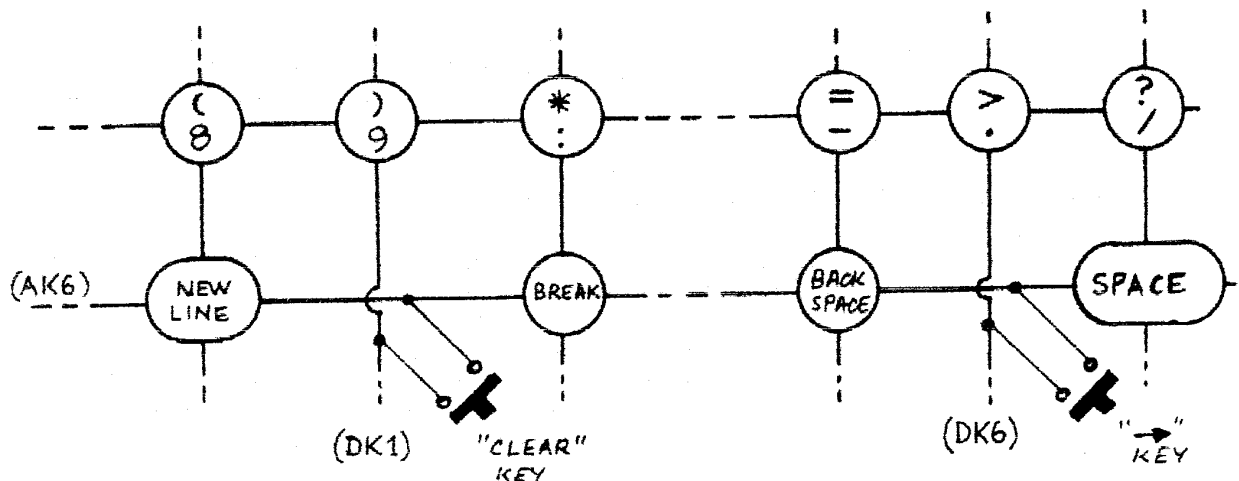 (
8
)
9
*
:
=
-
>
.
?
/
(AK6)
NEW
LINE
BREAK
BACK
SPACE
SPACE
(DK1)
"CLEAR"
KEY
(DK6)
"→"
KEY